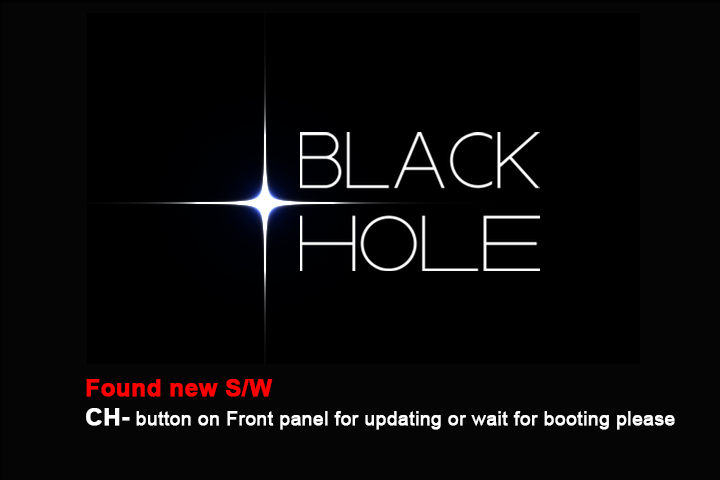 BLACK
HOLE
Found new S/W
CH- button on Front panel for updating or wait for booting please